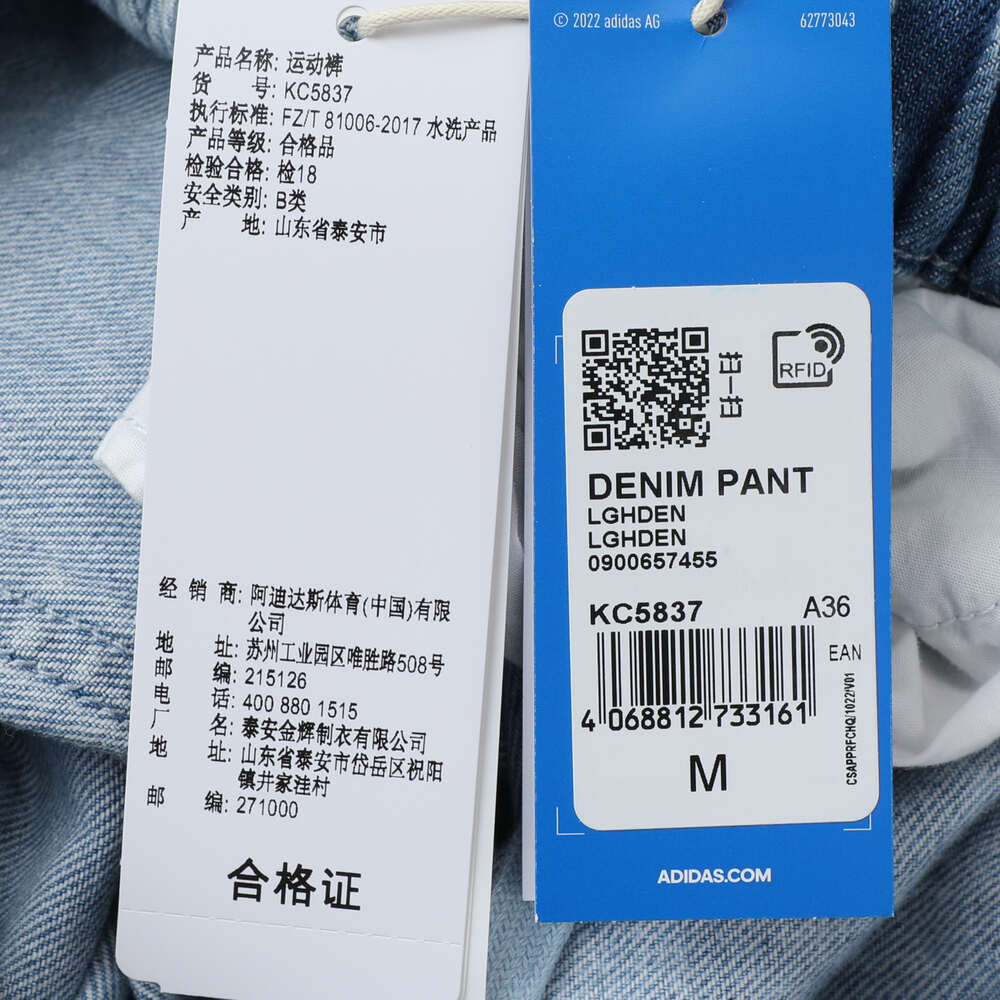 产品名称: 运动裤
货 号: KC5837
执行标准: FZ/T 81006-2017 水洗产品
产品等级: 合格品
检验合格: 检18
安全类别: B类
产 地: 山东省泰安市
经 销 商: 阿迪达斯体育(中国)有限
公司
地 址: 苏州工业园区唯胜路508号
邮 编: 215126
电 话: 400 880 1515
厂 名: 泰安金辉制衣有限公司
地 址: 山东省泰安市岱岳区祝阳
镇井家洼村
邮 编: 271000
合格证
© 2022 adidas AG
62773043
扫一扫
RFID
DENIM PANT
LGHDEN
LGHDEN
0900657455
KC5837
A36
EAN
4 068812 733161
M
CSAPPRFCHQ/1022/V01
ADIDAS.COM